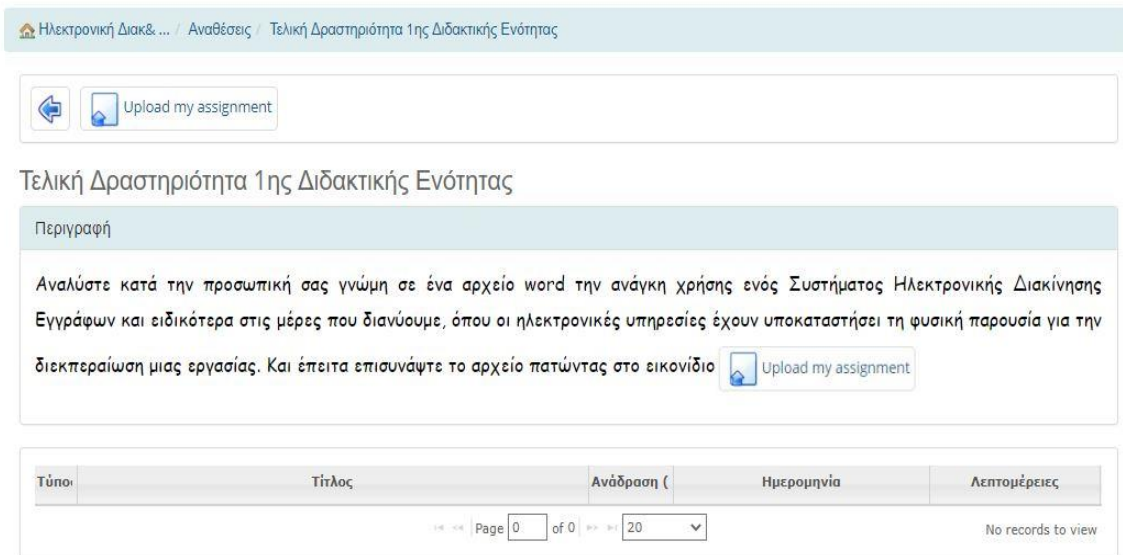 Ηλεκτρονική Διακ& ... / Αναθέσεις / Τελική Δραστηριότητα 1ης Διδακτικής Ενότητας
Upload my assignment
Τελική Δραστηριότητα 1ης Διδακτικής Ενότητας
Περιγραφή
Αναλύστε κατά την προσωπική σας γνώμη σε ένα αρχείο word την ανάγκη χρήσης ενός Συστήματος Ηλεκτρονικής Διακίνησης
Εγγράφων και ειδικότερα στις μέρες που διανύουμε, όπου οι ηλεκτρονικές υπηρεσίες έχουν υποκαταστήσει τη φυσική παρουσία για την
διεκπεραίωση μιας εργασίας. Και έπειτα επισυνάψτε το αρχείο πατώντας στο εικονίδιο Upload my assignment
Τύπο Τίτλος Ανάδραση ( Ημερομηνία Λεπτομέρειες
Page 0 of 0 20 No records to view